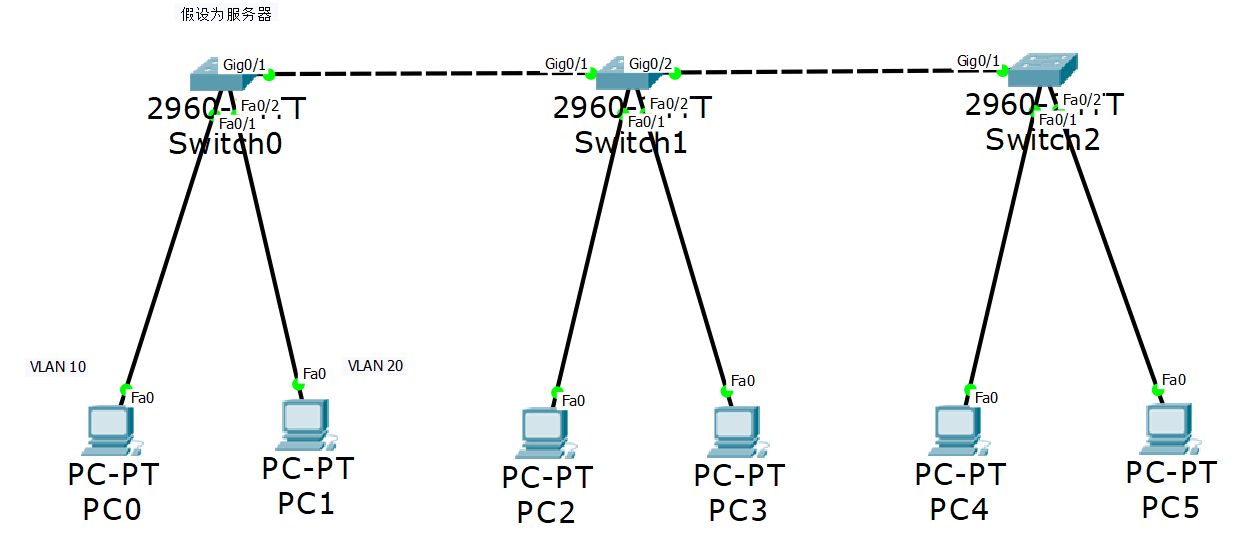 假设为服务器
Gig0/1
Gig0/1
Gig0/2
Gig0/1
Fa0/2
Fa0/2
Fa0/2
Fa0/1
Fa0/1
Fa0/1
Switch0
Switch1
Switch2
VLAN 10
VLAN 20
Fa0
Fa0
Fa0
Fa0
Fa0
Fa0
PC-PT
PC0
PC-PT
PC1
PC-PT
PC2
PC-PT
PC3
PC-PT
PC4
PC-PT
PC5